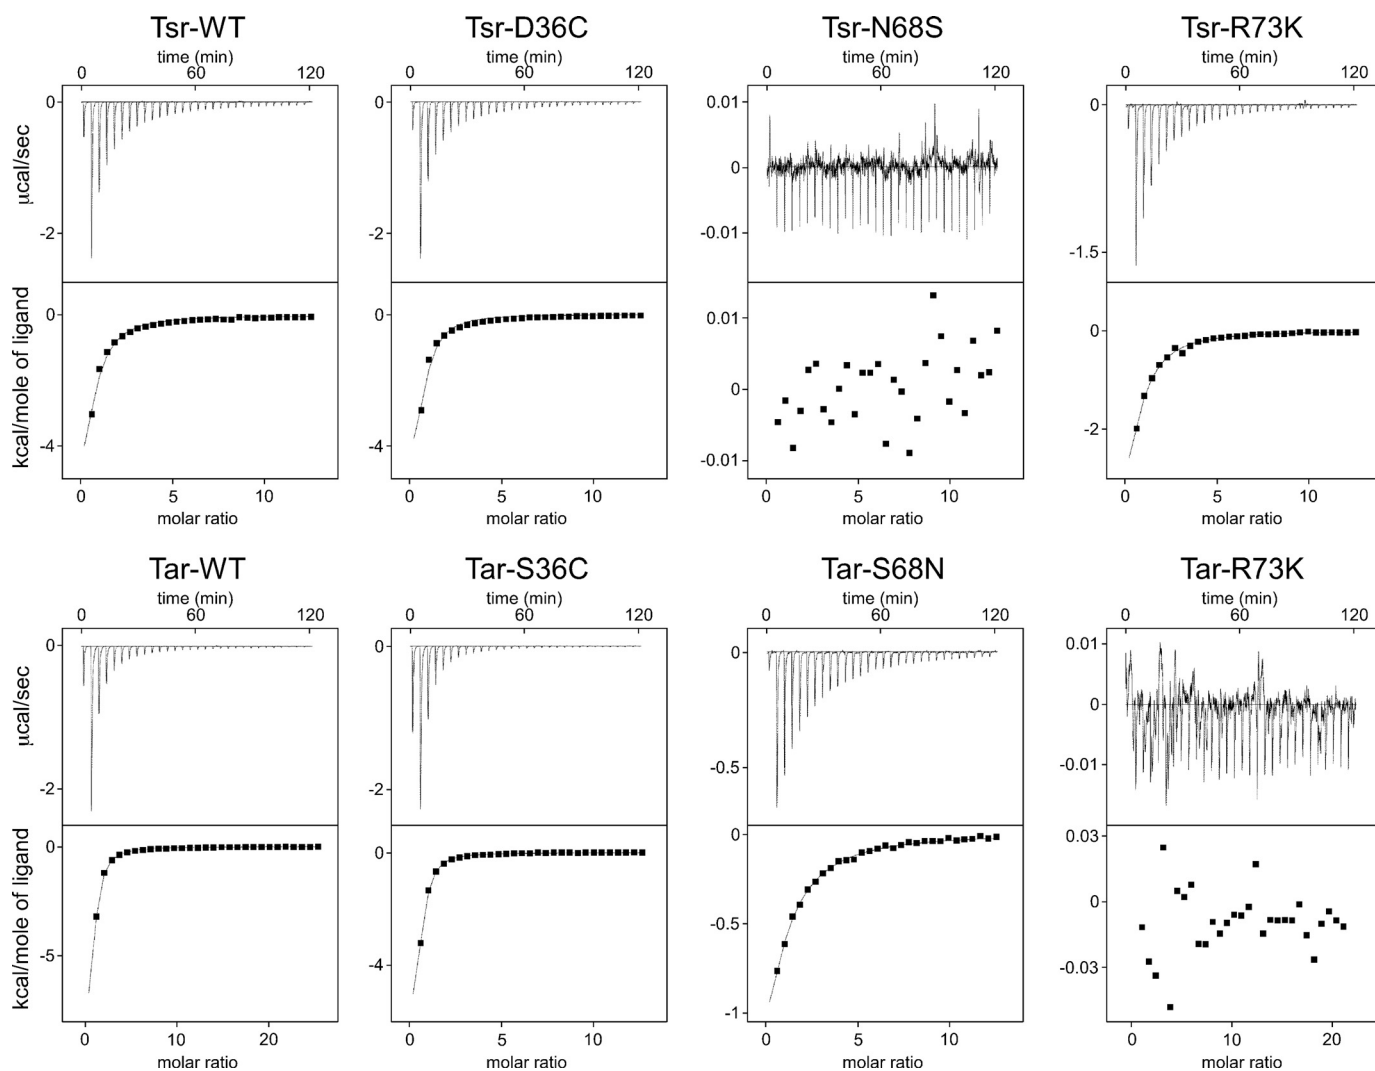 Tsr-WT
time (min)
0 60 120
0
-2
µcal/sec
0
-4
kcal/mole of ligand
0 5 10
molar ratio
Tsr-D36C
time (min)
0 60 120
0
-2
0
-4
0 5 10
molar ratio
Tsr-N68S
time (min)
0 60 120
0.01
0
-0.01
0.01
0
-0.01
0 5 10
molar ratio
Tsr-R73K
time (min)
0 60 120
0
-1.5
0
-2
0 5 10
molar ratio
Tar-WT
time (min)
0 60 120
0
-2
µcal/sec
0
-5
kcal/mole of ligand
0 10 20
molar ratio
Tar-S36C
time (min)
0 60 120
0
-2
0
-4
0 5 10
molar ratio
Tar-S68N
time (min)
0 60 120
0
-0.5
0
-0.5
-1
0 5 10
molar ratio
Tar-R73K
time (min)
0 60 120
0.01
0
-0.01
0.03
0
-0.03
0 10 20
molar ratio